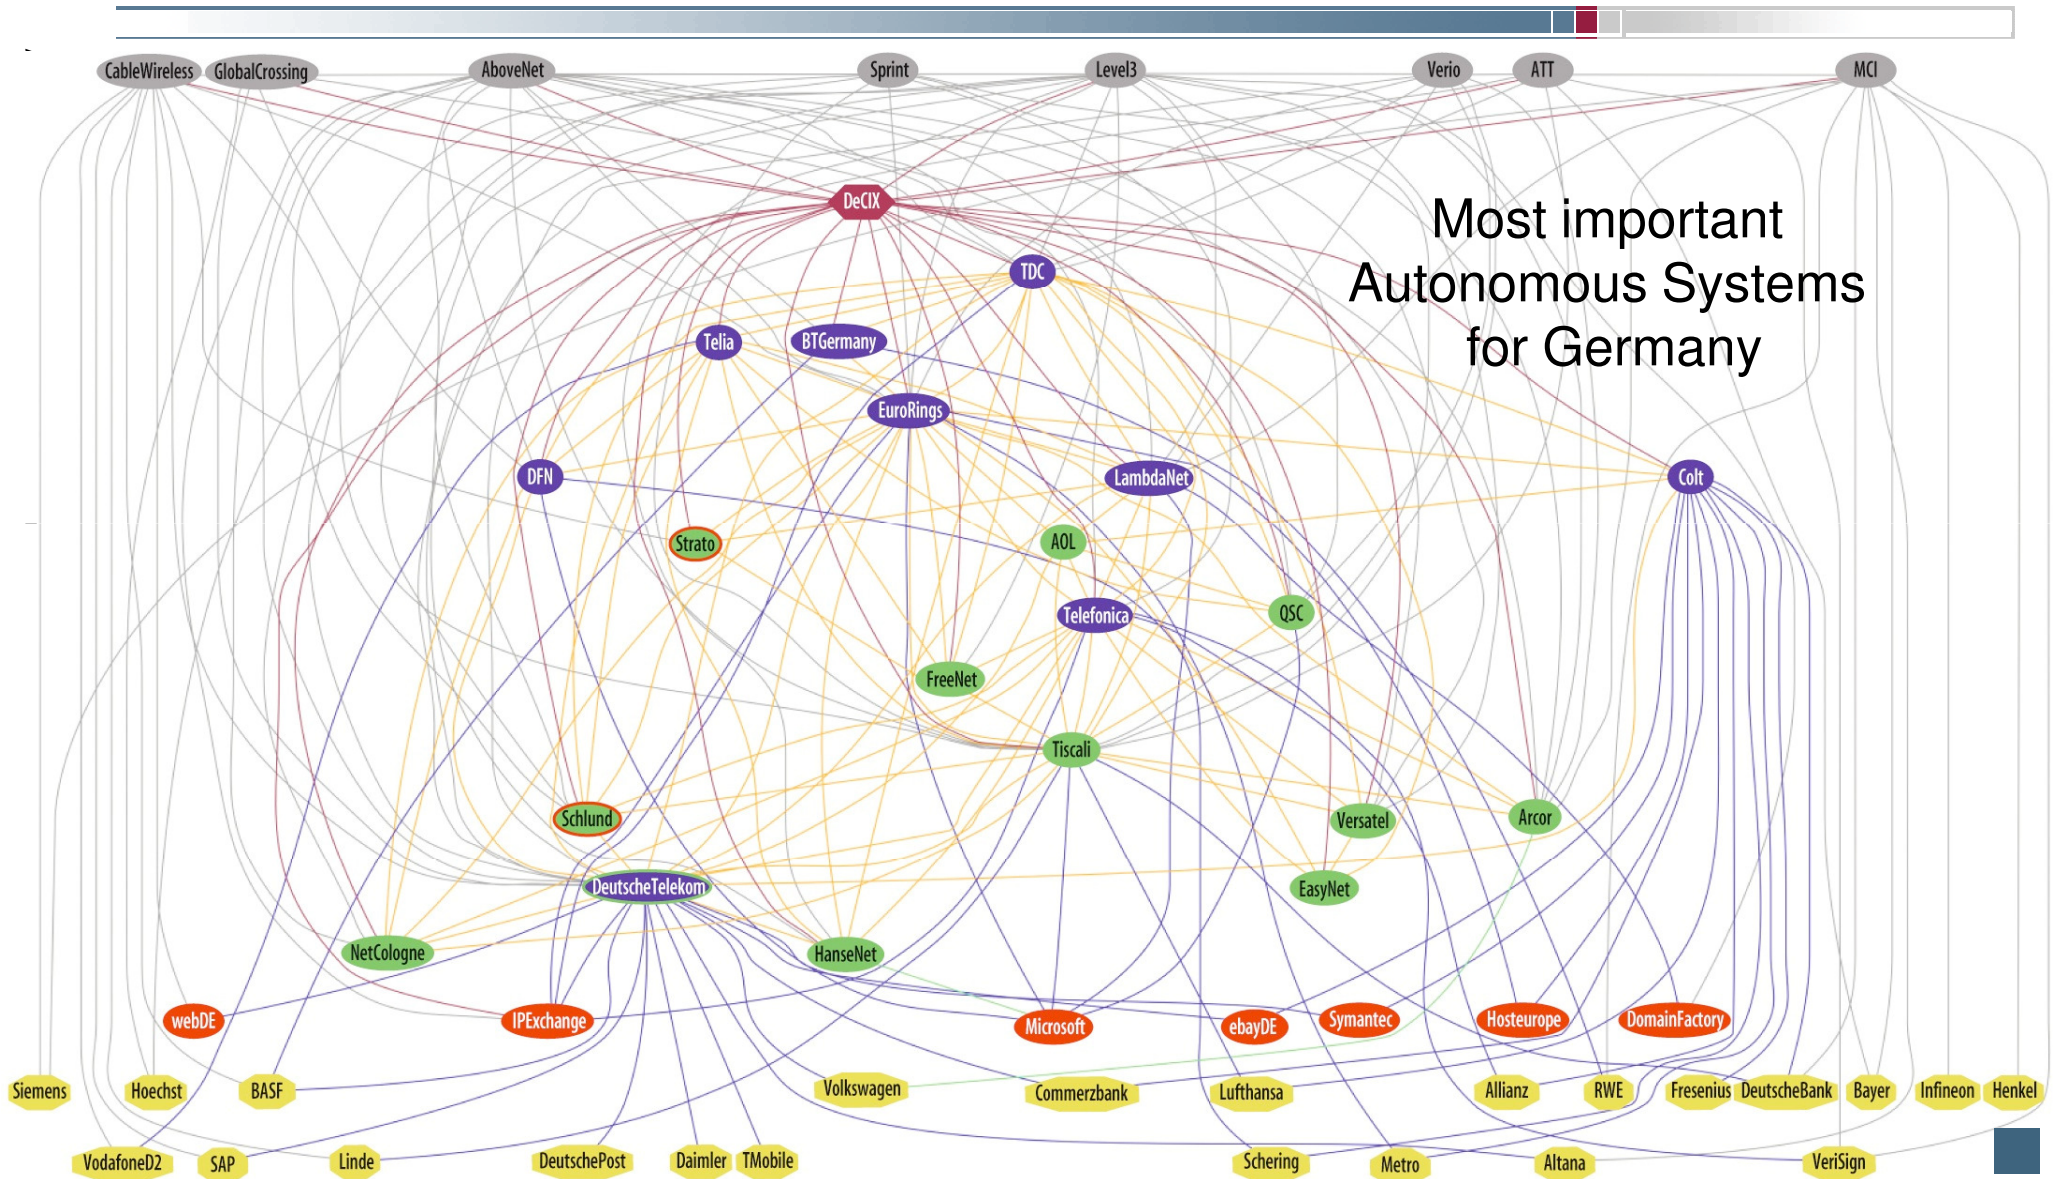 CableWireless GlobalCrossing AboveNet Sprint Level3 Verio ATT MCI
DeCIX
Most important
Autonomous Systems
for Germany
TDC
Telia BTGermany
EuroRings
DFN LambdaNet Colt
Strato AOL
Telefonica QSC
FreeNet
Tiscali
Schlund Versatel Arcor
DeutscheTelekom EasyNet
NetCologne HanseNet
webDE IPExchange Microsoft ebayDE Symantec Hosteurope DomainFactory
Siemens Hoechst BASF Volkswagen Commerzbank Lufthansa Allianz RWE Fresenius DeutscheBank Bayer Infineon Henkel
VodafoneD2 SAP Linde DeutschePost Daimler TMobile Schering Metro Altana VeriSign